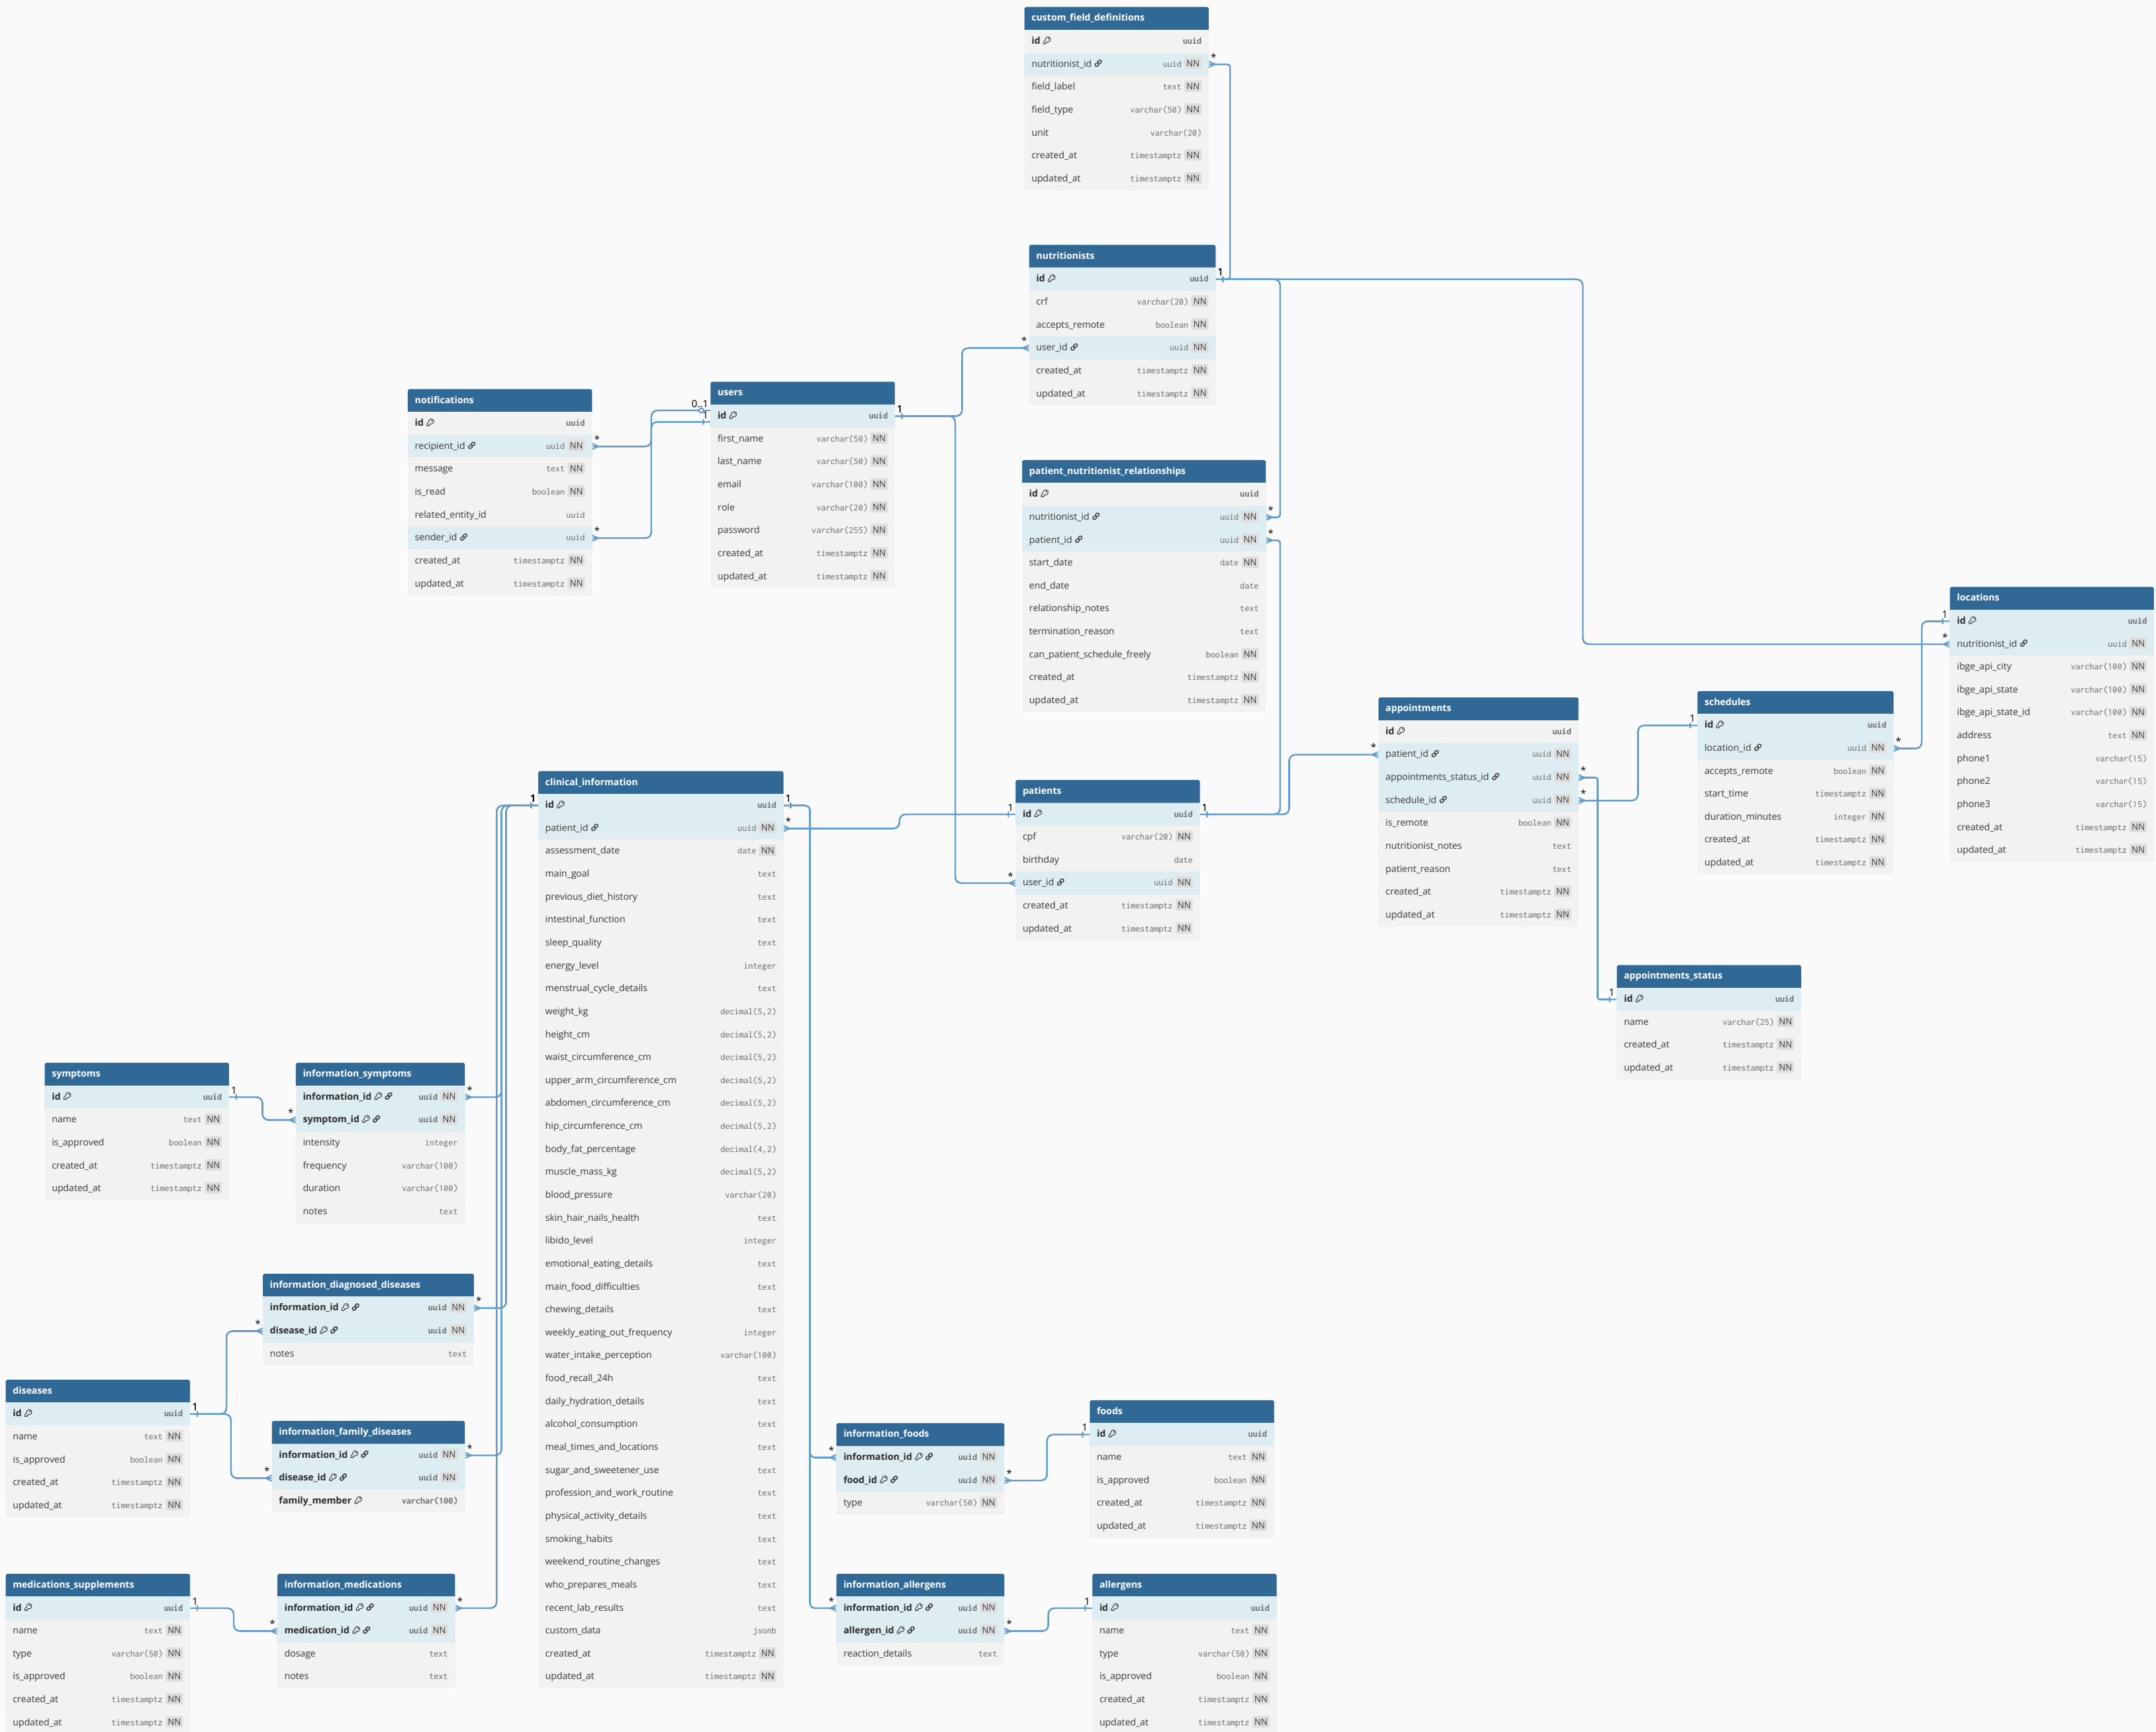 custom_field_definitions
id uuid
nutritionist_id uuid NN
field_label text NN
field_type varchar(50) NN
unit varchar(20)
created_at timestamptz NN
updated_at timestamptz NN
*
nutritionists
id uuid
crf varchar(20) NN
accepts_remote boolean NN
user_id uuid NN
created_at timestamptz NN
updated_at timestamptz NN
1
*
notifications
id uuid
recipient_id uuid NN
message text NN
is_read boolean NN
related_entity_id uuid
sender_id uuid
created_at timestamptz NN
updated_at timestamptz NN
*
*
0..1
1
users
id uuid
first_name varchar(50) NN
last_name varchar(50) NN
email varchar(100) NN
role varchar(20) NN
password varchar(255) NN
created_at timestamptz NN
updated_at timestamptz NN
1
patient_nutritionist_relationships
id uuid
nutritionist_id uuid NN
patient_id uuid NN
start_date date NN
end_date date
relationship_notes text
termination_reason text
can_patient_schedule_freely boolean NN
created_at timestamptz NN
updated_at timestamptz NN
*
*
locations
id uuid
nutritionist_id uuid NN
ibge_api_city varchar(100) NN
ibge_api_state varchar(100) NN
ibge_api_state_id varchar(100) NN
address text NN
phone1 varchar(15)
phone2 varchar(15)
phone3 varchar(15)
created_at timestamptz NN
updated_at timestamptz NN
1
*
schedules
id uuid
location_id uuid NN
accepts_remote boolean NN
start_time timestamptz NN
duration_minutes integer NN
created_at timestamptz NN
updated_at timestamptz NN
1
*
appointments
id uuid
patient_id uuid NN
appointments_status_id uuid NN
schedule_id uuid NN
is_remote boolean NN
nutritionist_notes text
patient_reason text
created_at timestamptz NN
updated_at timestamptz NN
*
*
*
patients
id uuid
cpf varchar(20) NN
birthday date
user_id uuid NN
created_at timestamptz NN
updated_at timestamptz NN
1
1
*
appointments_status
id uuid
name varchar(25) NN
created_at timestamptz NN
updated_at timestamptz NN
1
clinical_information
id uuid
patient_id uuid NN
assessment_date date NN
main_goal text
previous_diet_history text
intestinal_function text
sleep_quality text
energy_level integer
menstrual_cycle_details text
weight_kg decimal(5,2)
height_cm decimal(5,2)
waist_circumference_cm decimal(5,2)
upper_arm_circumference_cm decimal(5,2)
abdomen_circumference_cm decimal(5,2)
hip_circumference_cm decimal(5,2)
body_fat_percentage decimal(4,2)
muscle_mass_kg decimal(5,2)
blood_pressure varchar(20)
skin_hair_nails_health text
libido_level integer
emotional_eating_details text
main_food_difficulties text
chewing_details text
weekly_eating_out_frequency integer
water_intake_perception varchar(100)
food_recall_24h text
daily_hydration_details text
alcohol_consumption text
meal_times_and_locations text
sugar_and_sweetener_use text
profession_and_work_routine text
physical_activity_details text
smoking_habits text
weekend_routine_changes text
who_prepares_meals text
recent_lab_results text
custom_data jsonb
created_at timestamptz NN
updated_at timestamptz NN
1
1
*
symptoms
id uuid
name text NN
is_approved boolean NN
created_at timestamptz NN
updated_at timestamptz NN
1
information_symptoms
information_id uuid NN
symptom_id uuid NN
intensity integer
frequency varchar(100)
duration varchar(100)
notes text
*
*
information_diagnosed_diseases
information_id uuid NN
disease_id uuid NN
notes text
*
*
diseases
id uuid
name text NN
is_approved boolean NN
created_at timestamptz NN
updated_at timestamptz NN
1
information_family_diseases
information_id uuid NN
disease_id uuid NN
family_member varchar(100)
*
*
medications_supplements
id uuid
name text NN
type varchar(50) NN
is_approved boolean NN
created_at timestamptz NN
updated_at timestamptz NN
1
information_medications
information_id uuid NN
medication_id uuid NN
dosage text
notes text
*
*
information_foods
information_id uuid NN
food_id uuid NN
type varchar(50) NN
*
*
foods
id uuid
name text NN
is_approved boolean NN
created_at timestamptz NN
updated_at timestamptz NN
1
information_allergens
information_id uuid NN
allergen_id uuid NN
reaction_details text
*
*
allergens
id uuid
name text NN
type varchar(50) NN
is_approved boolean NN
created_at timestamptz NN
updated_at timestamptz NN
1